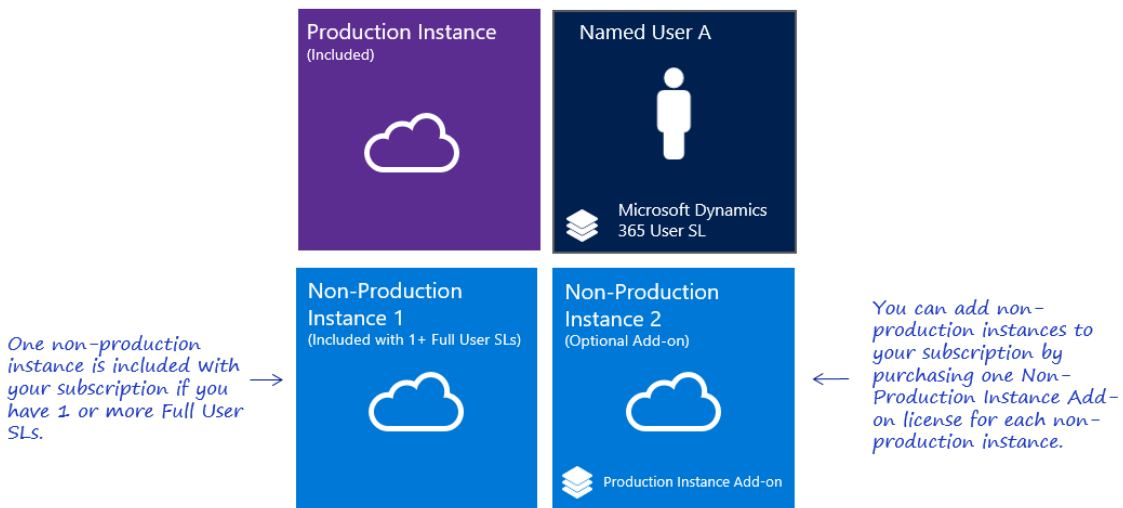 Production Instance
(Included)
Named User A
Microsoft Dynamics
365 User SL
One non-production
instance is included with
your subscription if you
have 1 or more Full User
SLs.
Non-Production
Instance 1
(Included with 1+ Full User SLs)
Non-Production
Instance 2
(Optional Add-on)
Production Instance Add-on
You can add non-
production instances to
your subscription by
purchasing one Non-
Production Instance Add-
on license for each non-
production instance.